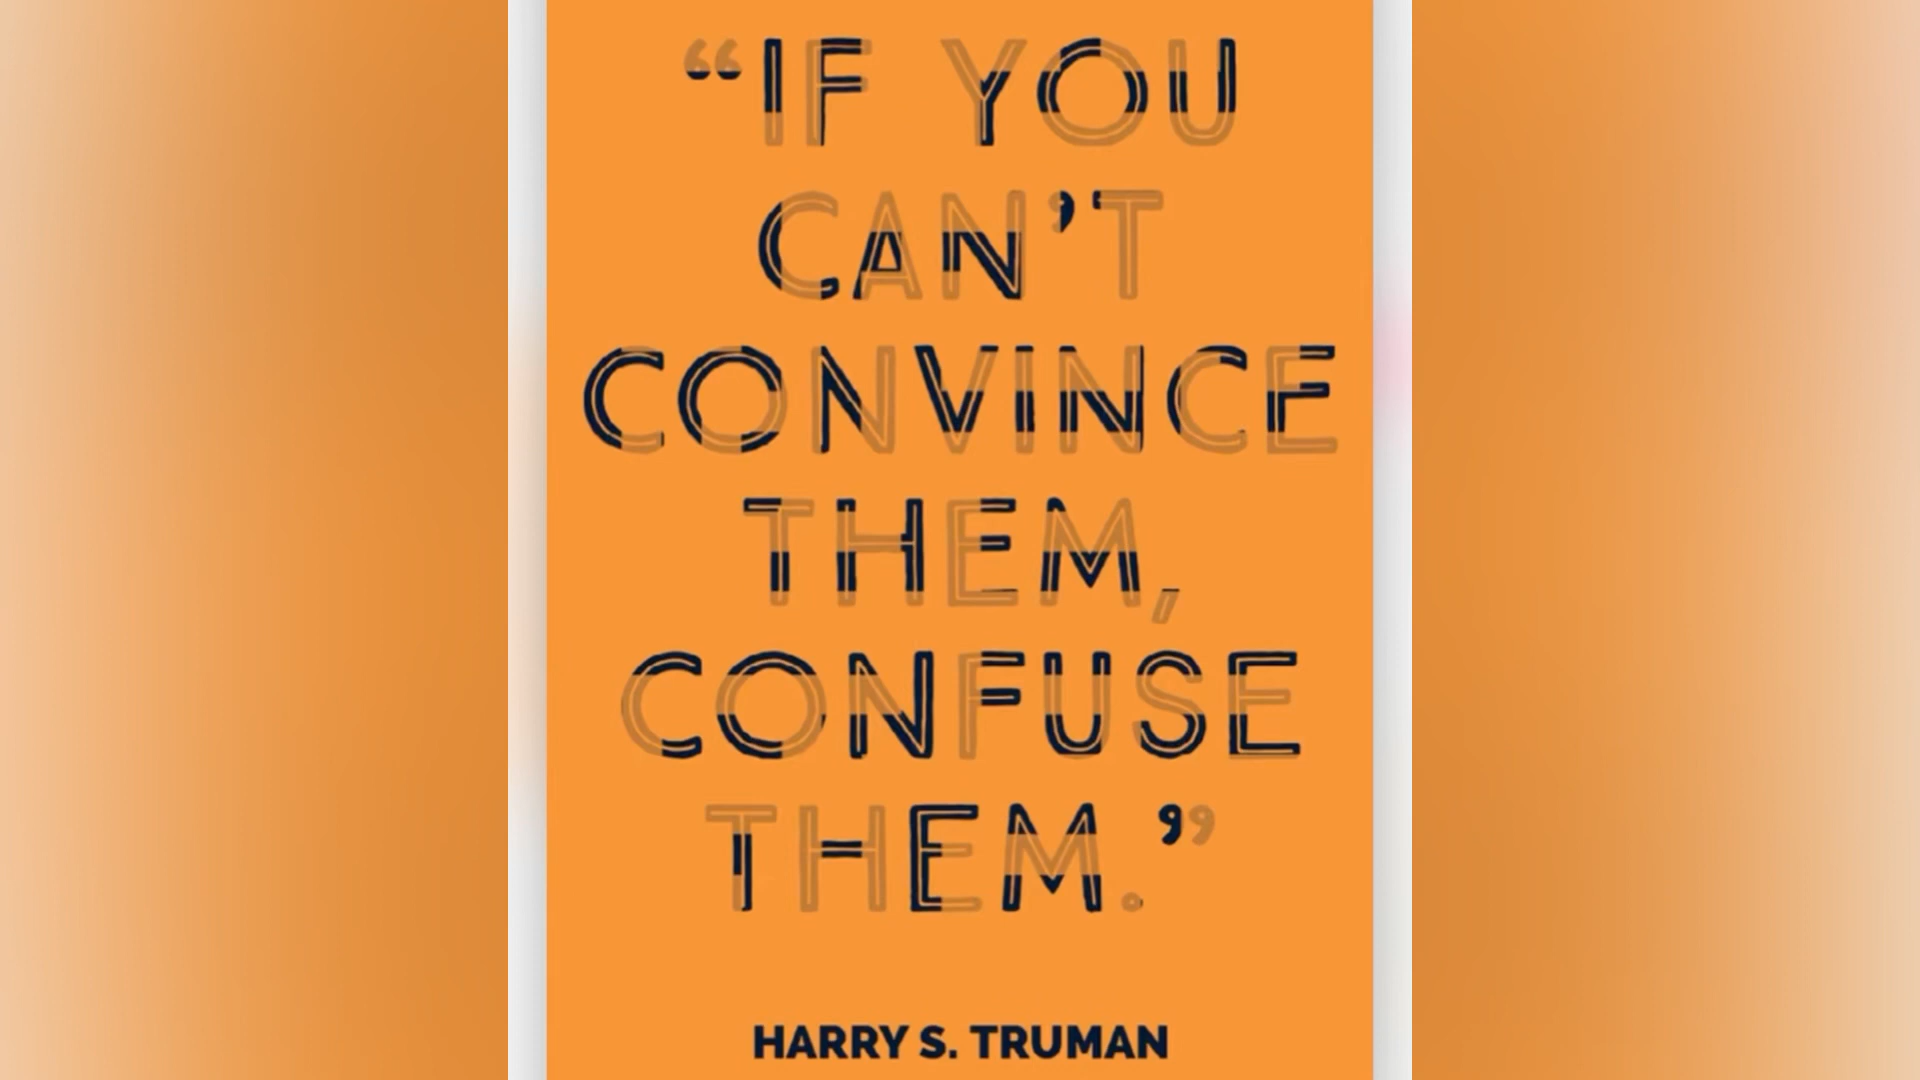 “IF YOU
CAN’T
CONVINCE
THEM,
CONFUSE
THEM.”
HARRY S. TRUMAN